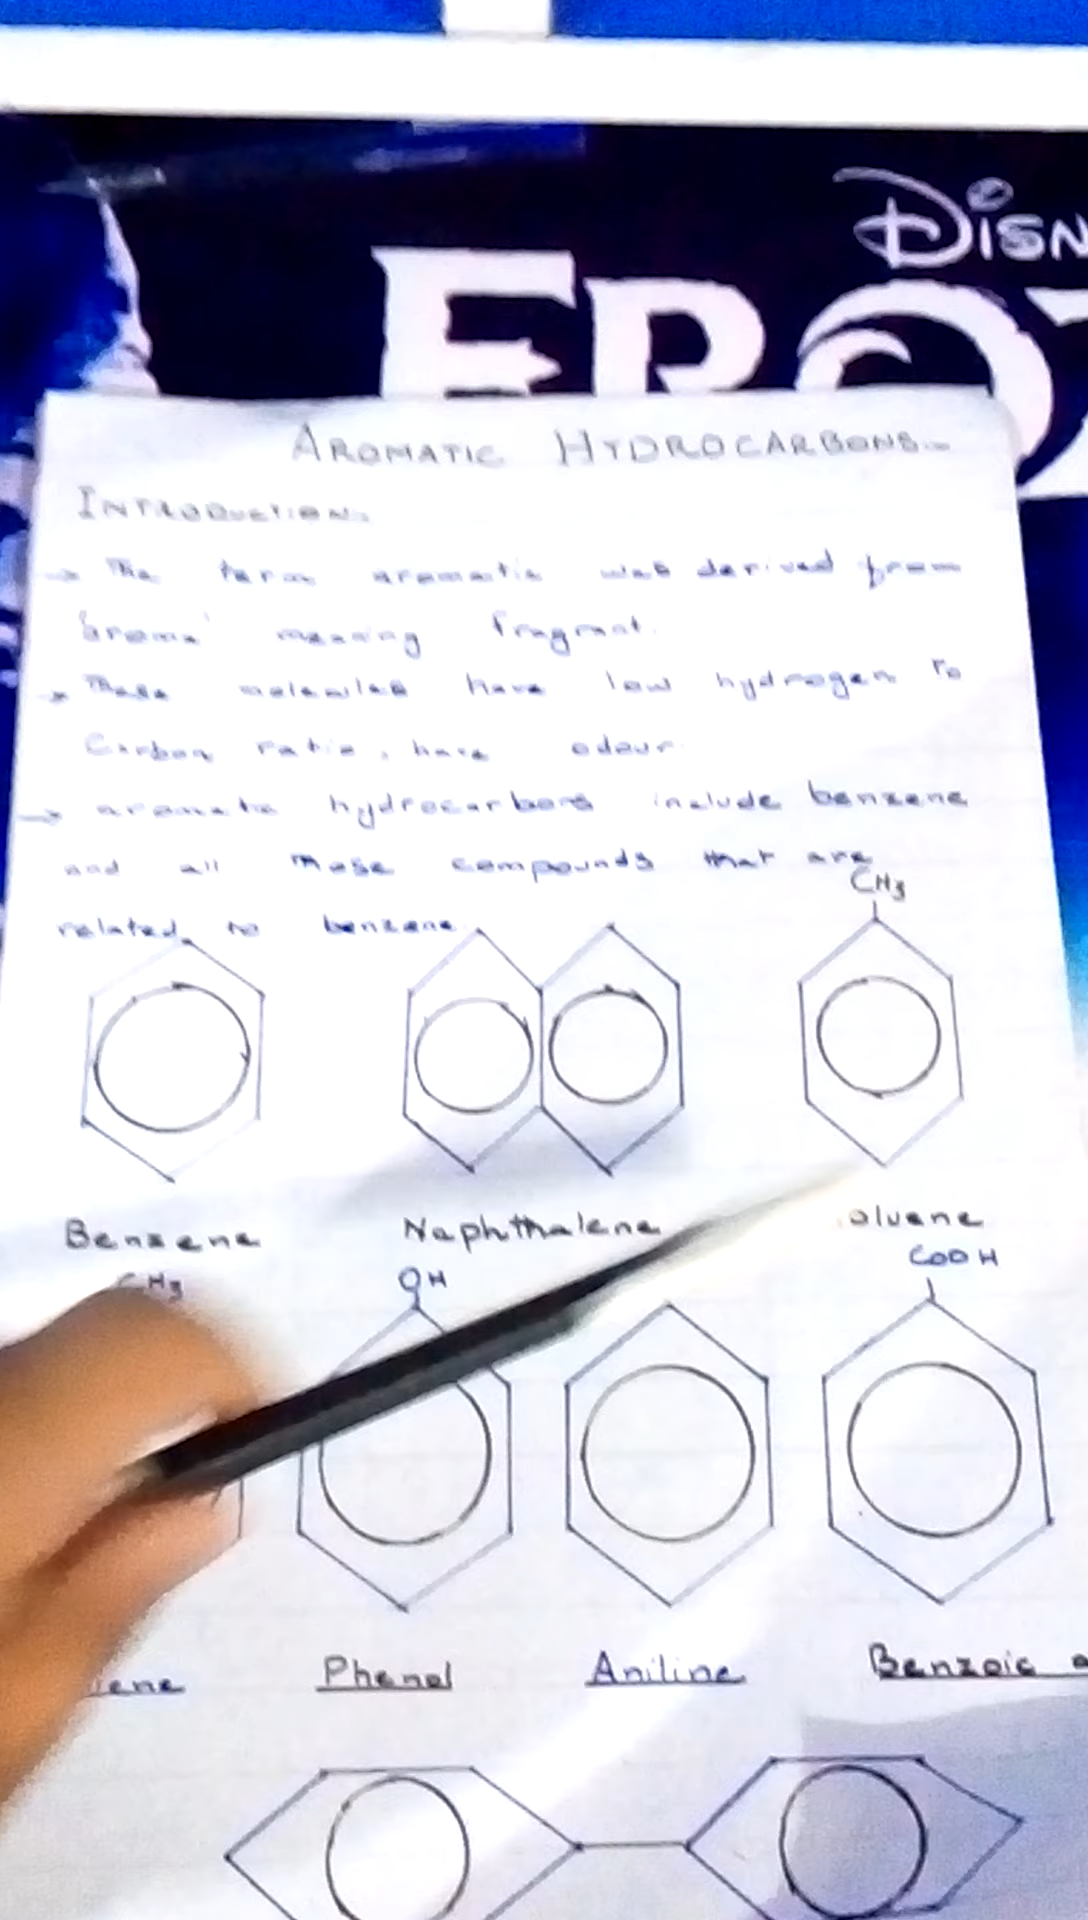 DISN
FROZ
AROMATIC HYDROCARBONS.
INTRODUCTION.
→ The term aromatic was derived from
'aroma' meaning fragrant.
→ These molecules have low hydrogen to
Carbon ratio, have odour.
→ aromatic hydrocarbons include benzene
and all those compounds that are
related to benzene.
CH3
Benzene Naphthalene oluene
CH3 OH COOH
ene Phenol Aniline Benzoic a